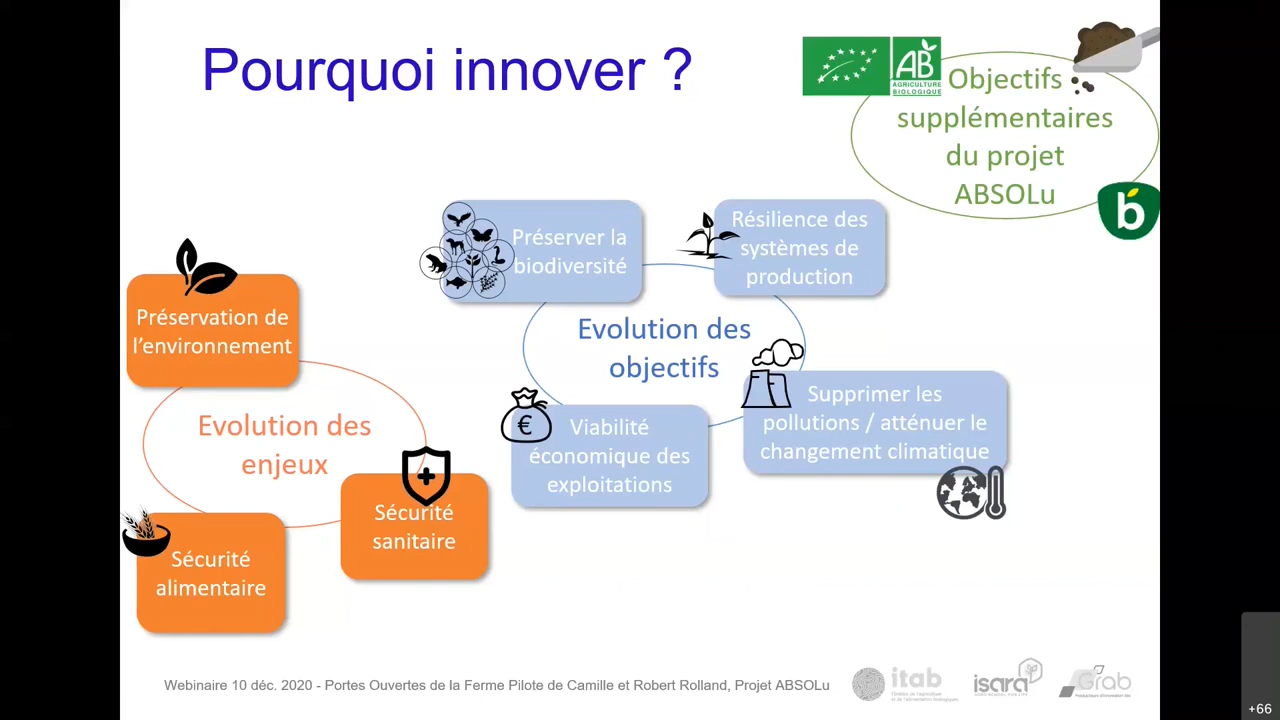 Pourquoi innover ?
AB
AGRICULTURE
BIOLOGIQUE
Objectifs
supplémentaires
du projet
ABSOLu
b
Préserver la
biodiversité
Résilience des
systèmes de
production
Préservation de
l'environnement
Evolution des
objectifs
Supprimer les
pollutions / atténuer le
changement climatique
€
Viabilité
économique des
exploitations
Evolution des
enjeux
Sécurité
sanitaire
Sécurité
alimentaire
Webinaire 10 déc. 2020 - Portes Ouvertes de la Ferme Pilote de Camille et Robert Rolland, Projet ABSOLu
itab
isara
Grab
+66